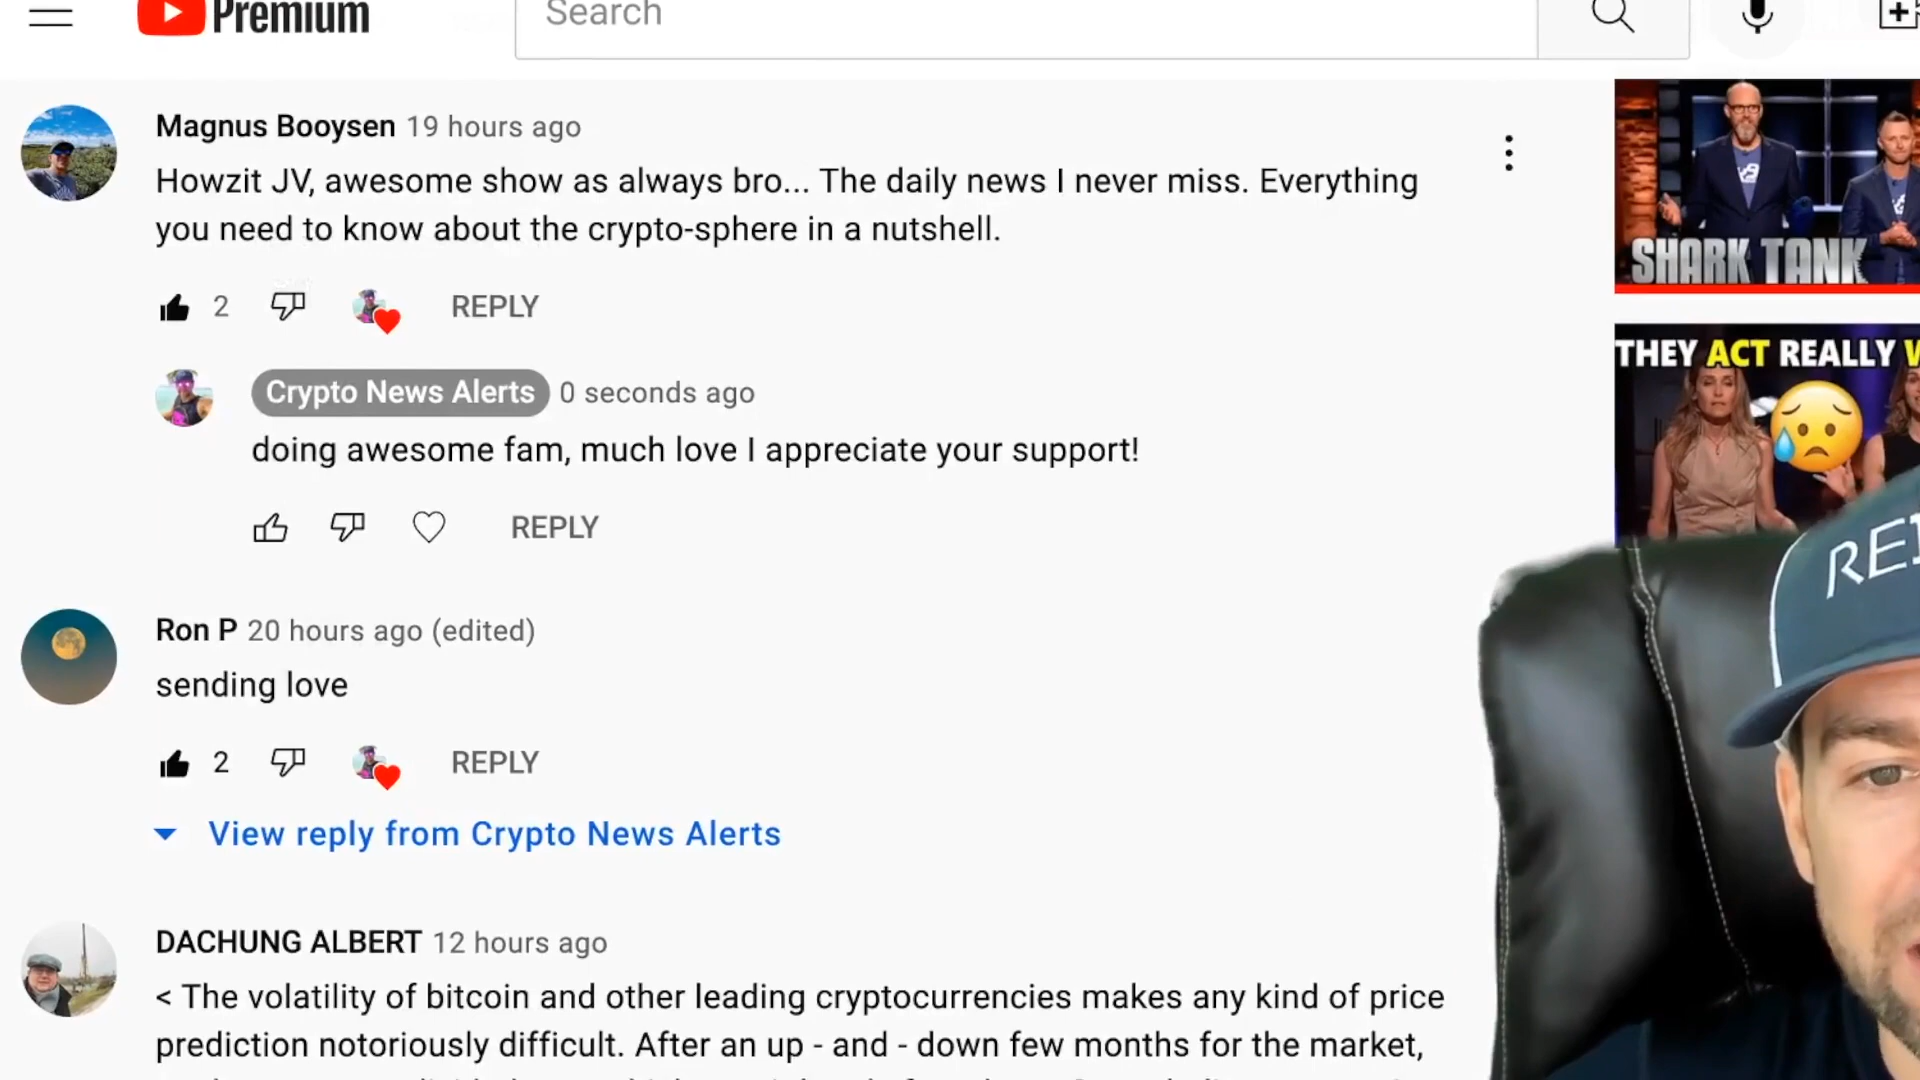 Premium
Search
Magnus Booysen 19 hours ago
Howzit JV, awesome show as always bro... The daily news I never miss. Everything
you need to know about the crypto-sphere in a nutshell.
2 REPLY
SHARK TANK
Crypto News Alerts 0 seconds ago
THEY ACT REALLY
doing awesome fam, much love I appreciate your support!
REPLY
Ron P 20 hours ago (edited)
sending love
2 REPLY
View reply from Crypto News Alerts
DACHUNG ALBERT 12 hours ago
< The volatility of bitcoin and other leading cryptocurrencies makes any kind of price
prediction notoriously difficult. After an up - and - down few months for the market,